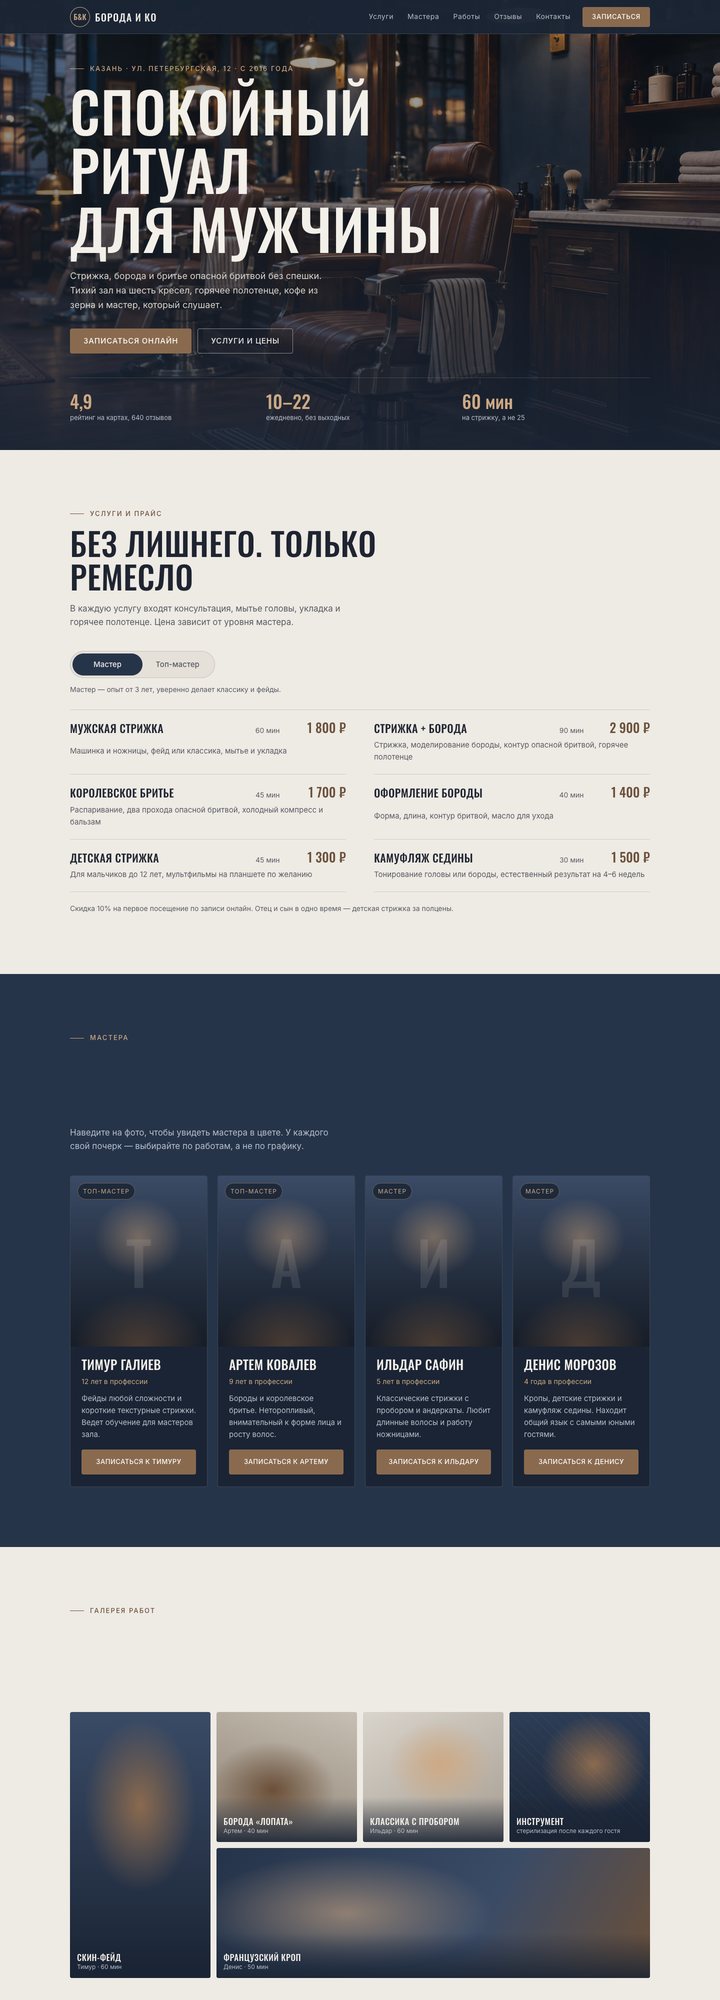 Б&К БОРОДА И КО
Услуги Мастера Работы Отзывы Контакты ЗАПИСАТЬСЯ
КАЗАНЬ · УЛ. ПЕТЕРБУРГСКАЯ, 12 · С 2016 ГОДА
СПОКОЙНЫЙ
РИТУАЛ
ДЛЯ МУЖЧИНЫ
Стрижка, борода и бритье опасной бритвой без спешки.
Тихий зал на шесть кресел, горячее полотенце, кофе из
зерна и мастер, который слушает.
ЗАПИСАТЬСЯ ОНЛАЙН УСЛУГИ И ЦЕНЫ
4,9
рейтинг на картах, 640 отзывов
10–22
ежедневно, без выходных
60 мин
на стрижку, а не 25
УСЛУГИ И ПРАЙС
БЕЗ ЛИШНЕГО. ТОЛЬКО
РЕМЕСЛО
В каждую услугу входят консультация, мытье головы, укладка и
горячее полотенце. Цена зависит от уровня мастера.
Мастер Топ-мастер
Мастер — опыт от 3 лет, уверенно делает классику и фейды.
МУЖСКАЯ СТРИЖКА 60 мин 1 800 ₽
Машинка и ножницы, фейд или классика, мытье и укладка
СТРИЖКА + БОРОДА 90 мин 2 900 ₽
Стрижка, моделирование бороды, контур опасной бритвой, горячее
полотенце
КОРОЛЕВСКОЕ БРИТЬЕ 45 мин 1 700 ₽
Распаривание, два прохода опасной бритвой, холодный компресс и
бальзам
ОФОРМЛЕНИЕ БОРОДЫ 40 мин 1 400 ₽
Форма, длина, контур бритвой, масло для ухода
ДЕТСКАЯ СТРИЖКА 45 мин 1 300 ₽
Для мальчиков до 12 лет, мультфильмы на планшете по желанию
КАМУФЛЯЖ СЕДИНЫ 30 мин 1 500 ₽
Тонирование головы или бороды, естественный результат на 4–6 недель
Скидка 10% на первое посещение по записи онлайн. Отец и сын в одно время — детская стрижка за полцены.
МАСТЕРА
Наведите на фото, чтобы увидеть мастера в цвете. У каждого
свой почерк — выбирайте по работам, а не по графику.
ТОП-МАСТЕР
Т
ТИМУР ГАЛИЕВ
12 лет в профессии
Фейды любой сложности и
короткие текстурные стрижки.
Ведет обучение для мастеров
зала.
ЗАПИСАТЬСЯ К ТИМУРУ
ТОП-МАСТЕР
А
АРТЕМ КОВАЛЕВ
9 лет в профессии
Бороды и королевское
бритье. Неторопливый,
внимательный к форме лица и
росту волос.
ЗАПИСАТЬСЯ К АРТЕМУ
МАСТЕР
И
ИЛЬДАР САФИН
5 лет в профессии
Классические стрижки с
пробором и андеркаты. Любит
длинные волосы и работу
ножницами.
ЗАПИСАТЬСЯ К ИЛЬДАРУ
МАСТЕР
Д
ДЕНИС МОРОЗОВ
4 года в профессии
Кропы, детские стрижки и
камуфляж седины. Находит
общий язык с самыми юными
гостями.
ЗАПИСАТЬСЯ К ДЕНИСУ
ГАЛЕРЕЯ РАБОТ
БОРОДА «ЛОПАТА»
Артем · 40 мин
КЛАССИКА С ПРОБОРОМ
Ильдар · 60 мин
ИНСТРУМЕНТ
стерилизация после каждого гостя
СКИН-ФЕЙД
Тимур · 60 мин
ФРАНЦУЗСКИЙ КРОП
Денис · 50 мин